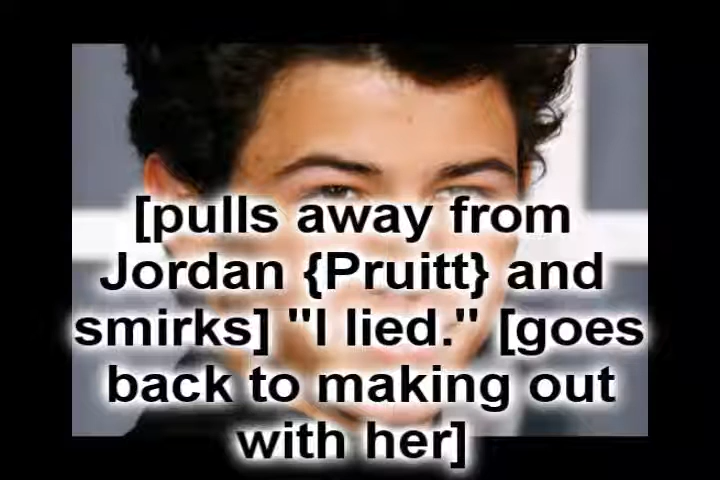 [pulls away from
Jordan {Pruitt} and
smirks] "I lied." [goes
back to making out
with her]